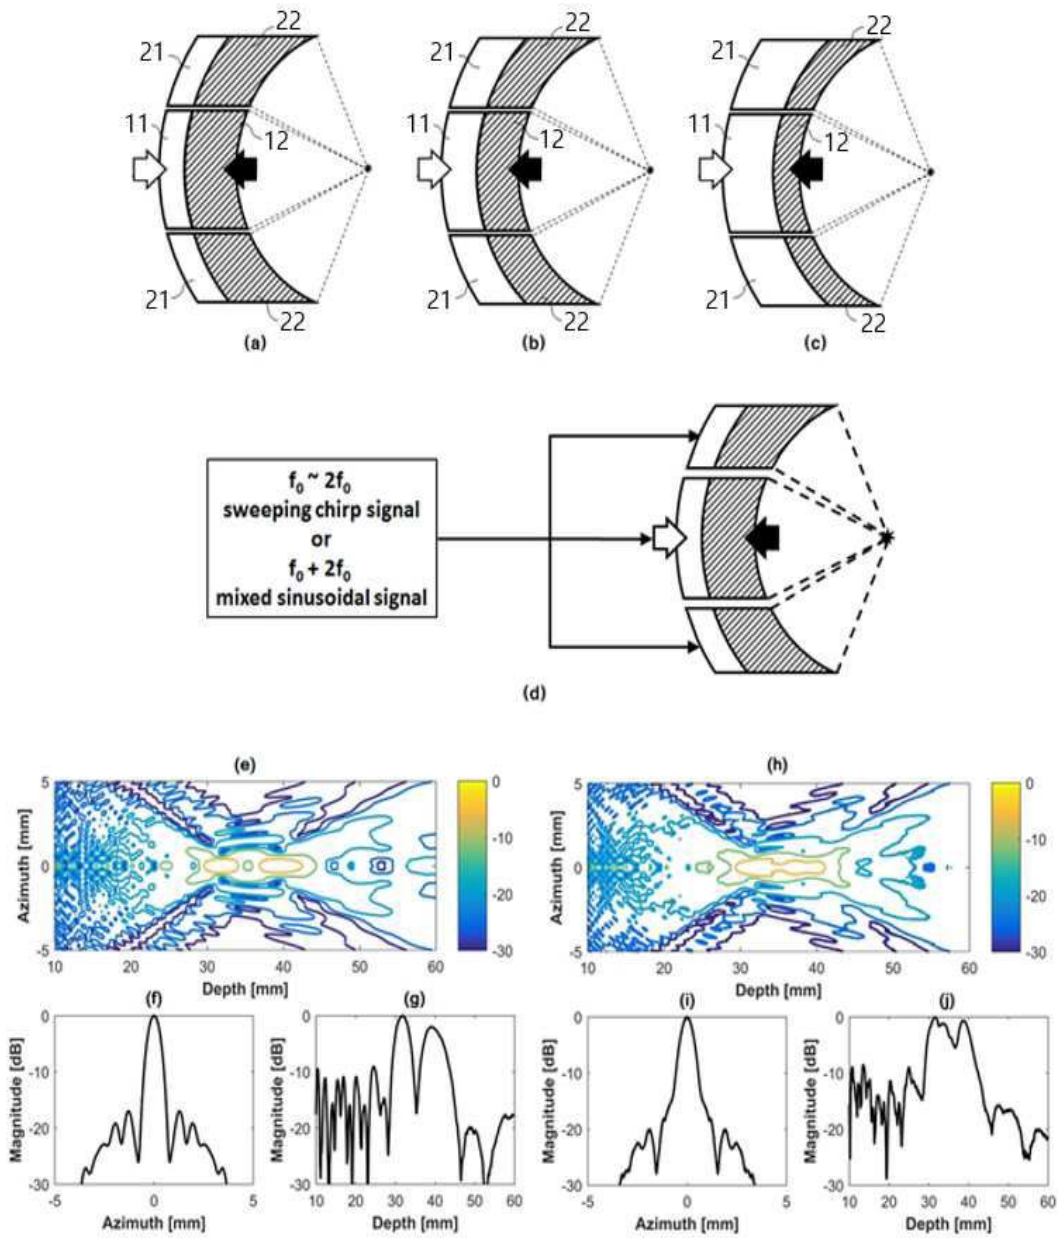 21
22
11
12
21
22
(a)
21
22
11
12
21
22
(b)
21
22
11
12
21
22
(c)
f0 ~ 2f0
sweeping chirp signal
or
f0 + 2f0
mixed sinusoidal signal
(d)
(e)
5
0
-5
Azimuth [mm]
10 20 30 40 50 60
Depth [mm]
0
-10
-20
-30
(h)
5
0
-5
Azimuth [mm]
10 20 30 40 50 60
Depth [mm]
0
-10
-20
-30
(f)
0
-10
-20
-30
Magnitude [dB]
-5 0 5
Azimuth [mm]
(g)
0
-10
-20
-30
Magnitude [dB]
10 20 30 40 50 60
Depth [mm]
(i)
0
-10
-20
-30
Magnitude [dB]
-5 0 5
Azimuth [mm]
(j)
0
-10
-20
-30
Magnitude [dB]
10 20 30 40 50 60
Depth [mm]